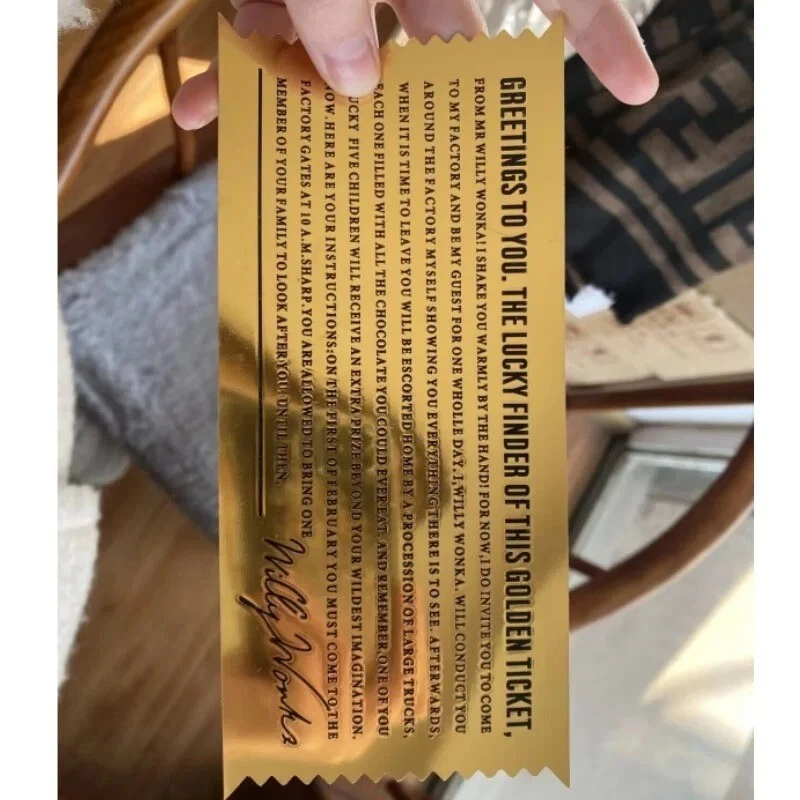 GREETINGS TO YOU. THE LUCKY FINDER OF THIS GOLDEN TICKET,
FROM MR WILLY WONKA! I SHAKE YOU WARMLY BY THE HAND! FOR NOW,I DO INVITE YOU TO COME
TO MY FACTORY AND BE MY GUEST FOR ONE WHOLLE DAY. I,WILLY WONKA. WILL CONDUCT YOU
AROUND THE FACTORY MYSELF SHOWING YOU EVERYTHING THERE IS TO SEE. AFTERWARDS,
WHEN IT IS TIME TO LEAVE YOU WILL BE ESCORTED HOME BY A PROCESSION OF LARGE TRUCKS,
EACH ONE FILLED WITH ALL THE CHOCOLATE YOU COULD EVER EAT. AND REMEMBER,ONE OF YOU
LUCKY FIVE CHILDREN WILL RECEIVE AN EXTRA PRIZE BEYOND YOUR WILDEST IMAGINATION.
NOW. HERE ARE YOUR INSTRUCTIONS:ON THE FIRST OF FEBRUARY YOU MUST COME TO THE
FACTORY GATES AT 10 A.M.SHARP.YOU ARE ALLOWED TO BRING ONE
MEMBER OF YOUR FAMILY TO LOOK AFTER YOU. UNTIL THEN.
Willy Wonka